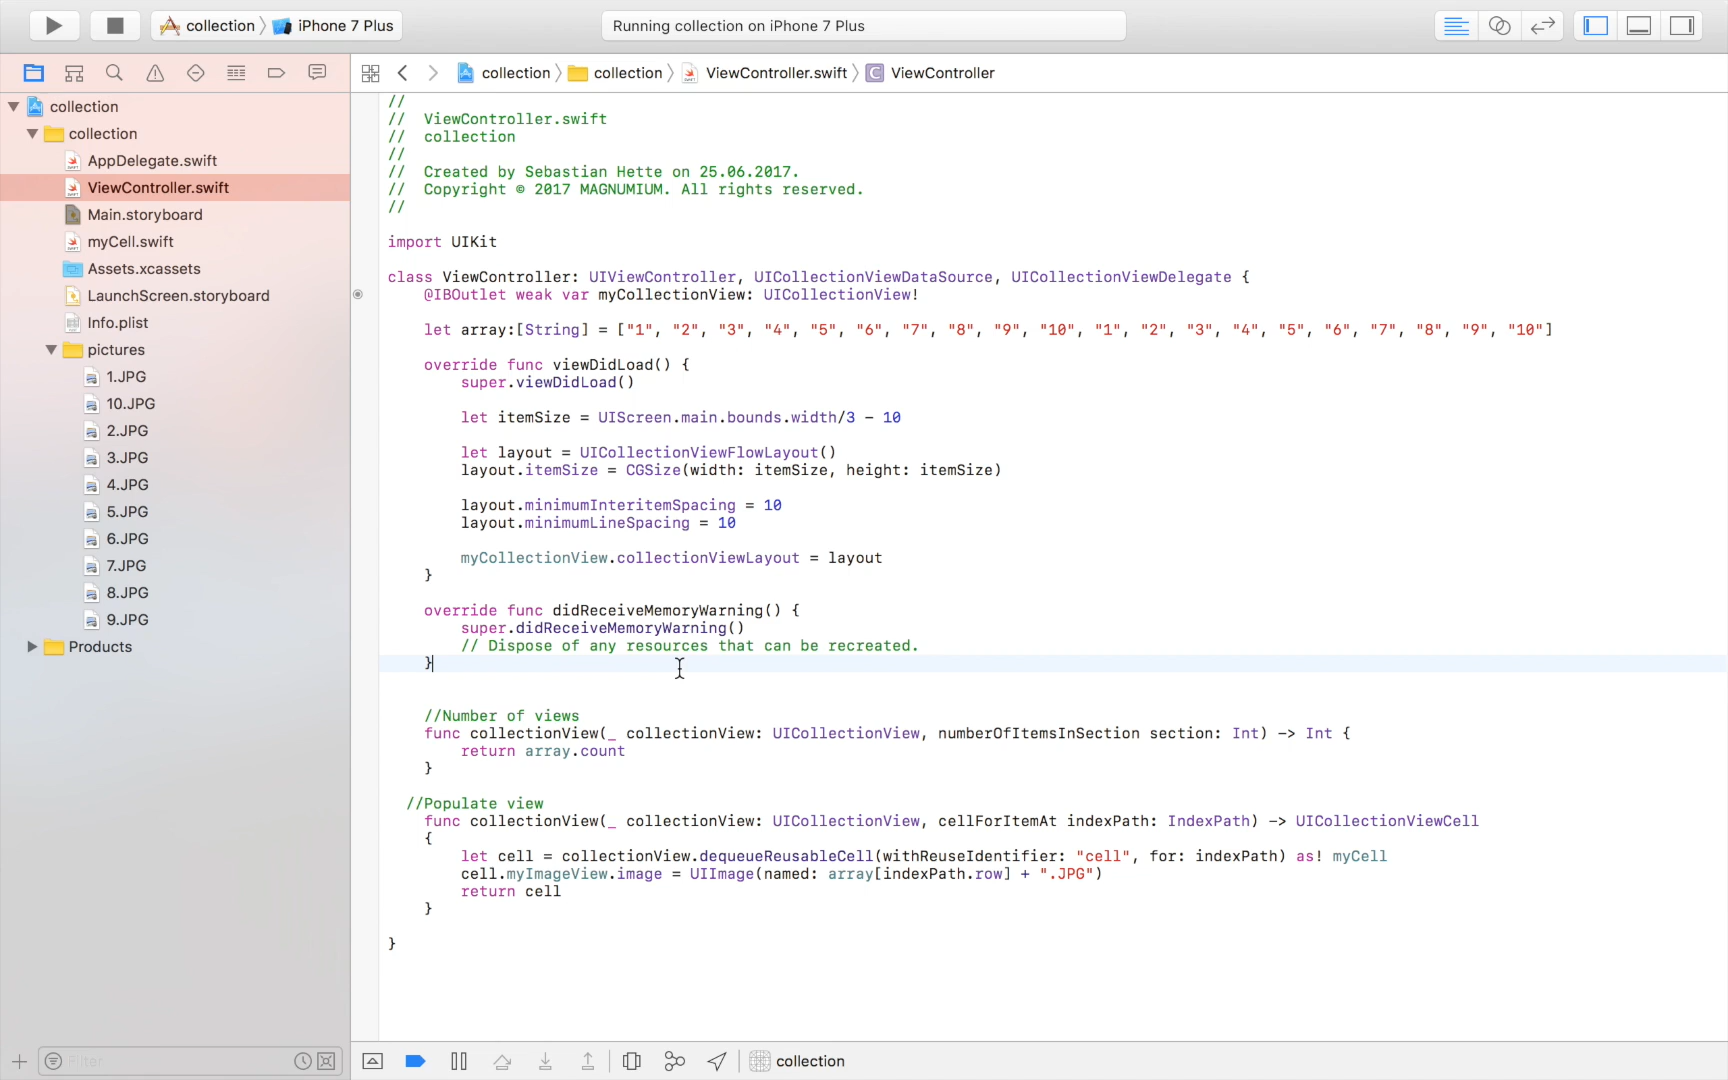 collection iPhone 7 Plus
Running collection on iPhone 7 Plus
collection collection ViewController.swift C ViewController
collection
collection
AppDelegate.swift
ViewController.swift
Main.storyboard
myCell.swift
Assets.xcassets
LaunchScreen.storyboard
Info.plist
pictures
1.JPG
10.JPG
2.JPG
3.JPG
4.JPG
5.JPG
6.JPG
7.JPG
8.JPG
9.JPG
Products
Filter
//
//  ViewController.swift
//  collection
//
//  Created by Sebastian Hette on 25.06.2017.
//  Copyright © 2017 MAGNUMIUM. All rights reserved.
//
import UIKit
class ViewController: UIViewController, UICollectionViewDataSource, UICollectionViewDelegate {
@IBOutlet weak var myCollectionView: UICollectionView!
let array:[String] = ["1", "2", "3", "4", "5", "6", "7", "8", "9", "10", "1", "2", "3", "4", "5", "6", "7", "8", "9", "10"]
override func viewDidLoad() {
super.viewDidLoad()
let itemSize = UIScreen.main.bounds.width/3 - 10
let layout = UICollectionViewFlowLayout()
layout.itemSize = CGSize(width: itemSize, height: itemSize)
layout.minimumInteritemSpacing = 10
layout.minimumLineSpacing = 10
myCollectionView.collectionViewLayout = layout
}
override func didReceiveMemoryWarning() {
super.didReceiveMemoryWarning()
// Dispose of any resources that can be recreated.
}
//Number of views
func collectionView(_ collectionView: UICollectionView, numberOfItemsInSection section: Int) -> Int {
return array.count
}
//Populate view
func collectionView(_ collectionView: UICollectionView, cellForItemAt indexPath: IndexPath) -> UICollectionViewCell
{
let cell = collectionView.dequeueReusableCell(withReuseIdentifier: "cell", for: indexPath) as! myCell
cell.myImageView.image = UIImage(named: array[indexPath.row] + ".JPG")
return cell
}
}
collection